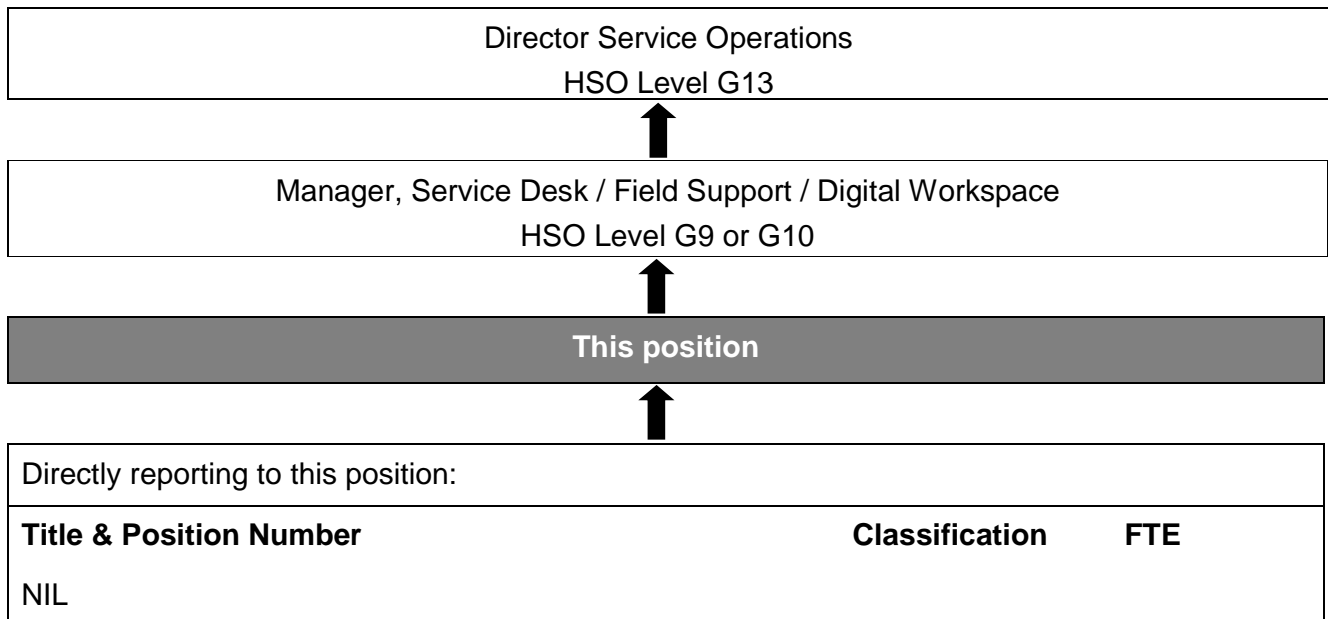 Director Service Operations
HSO Level G13
Manager, Service Desk / Field Support / Digital Workspace
HSO Level G9 or G10
This position
Directly reporting to this position:
Title & Position Number Classification FTE
NIL